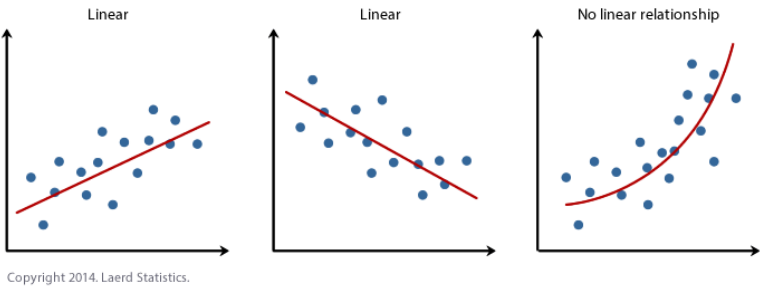 Linear
Linear
No linear relationship
Copyright 2014. Laerd Statistics.